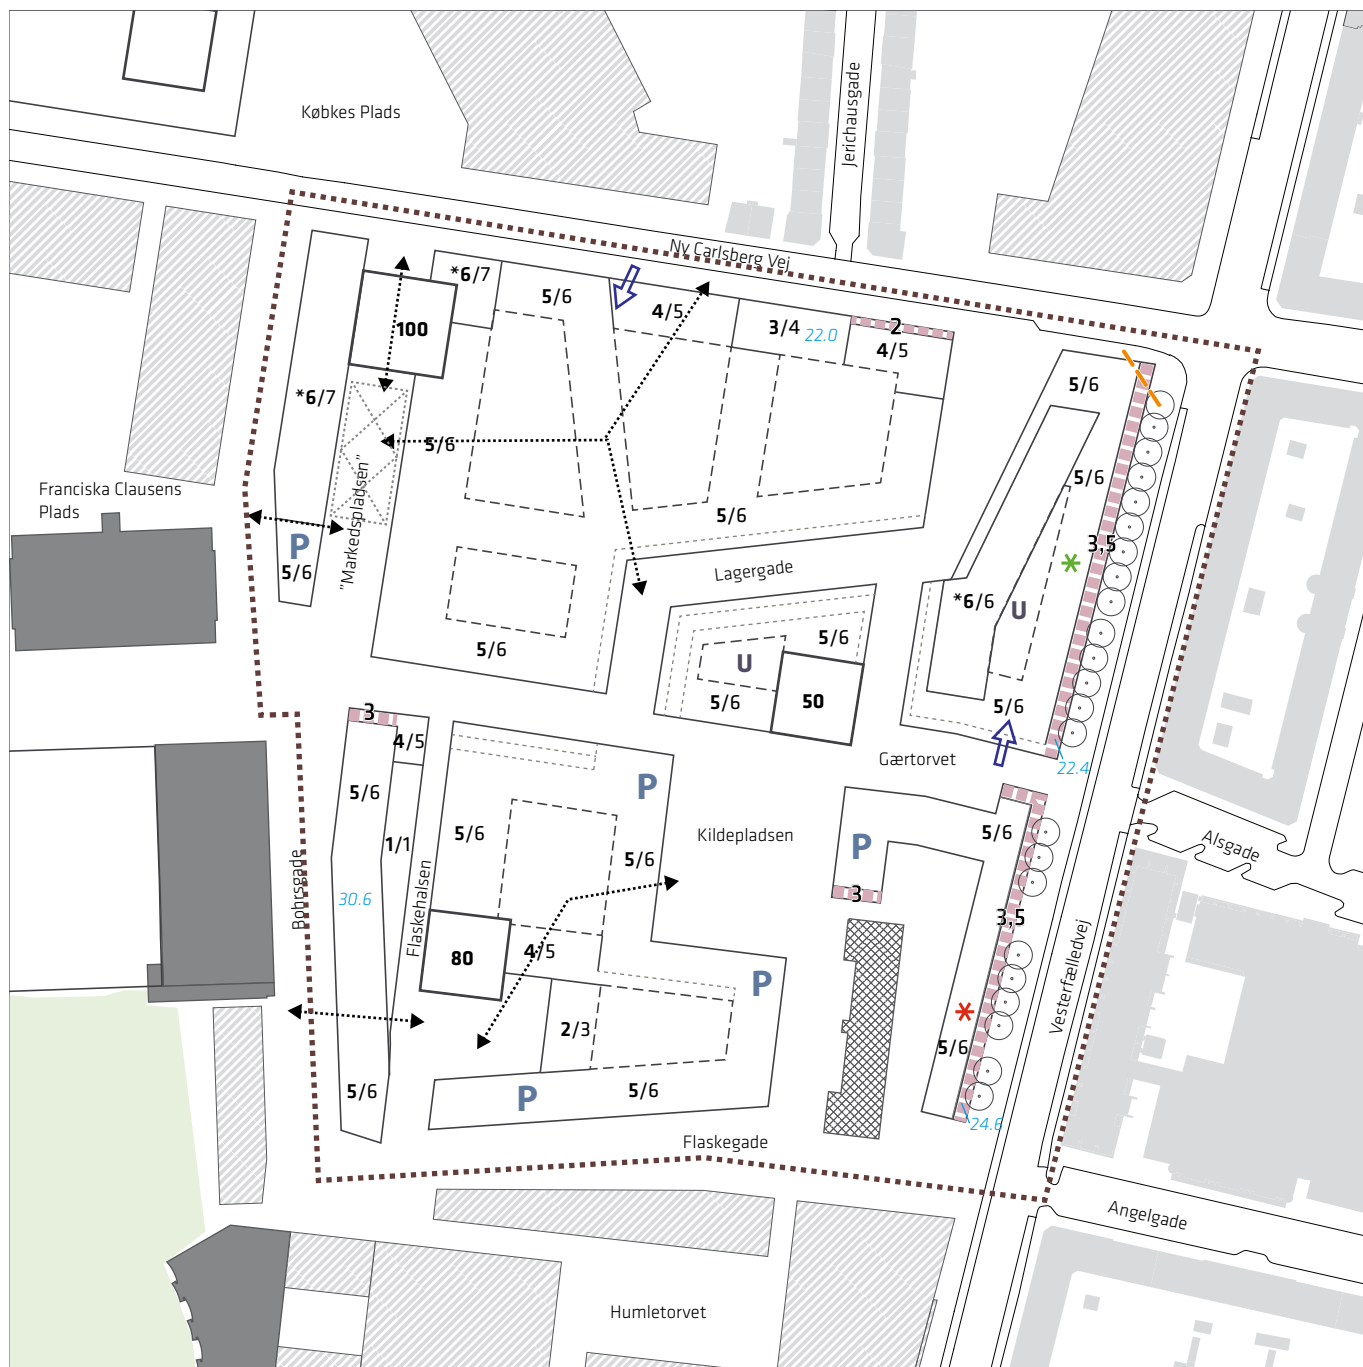 Købkes Plads
Jerichausgade
Ny Carlsberg Vej
*6/7
5/6
4/5
3/4
22.0
2
4/5
100
5/6
*6/7
5/6
5/6
Franciska Clausens
Plads
"Markedspladsen"
P
5/6
5/6
3,5
Lagergade
*6/6
U
5/6
5/6
U
5/6
50
5/6
3
4/5
Gærtorvet
22.4
5/6
P
1/1
5/6
5/6
Kildepladsen
P
5/6
Alsgade
30.6
Bohrsgade
Flaskehalsen
3
3,5
Vesterfælledvej
80
4/5
P
2/3
5/6
5/6
P
5/6
24.6
Flaskegade
Angelgade
Humletorvet